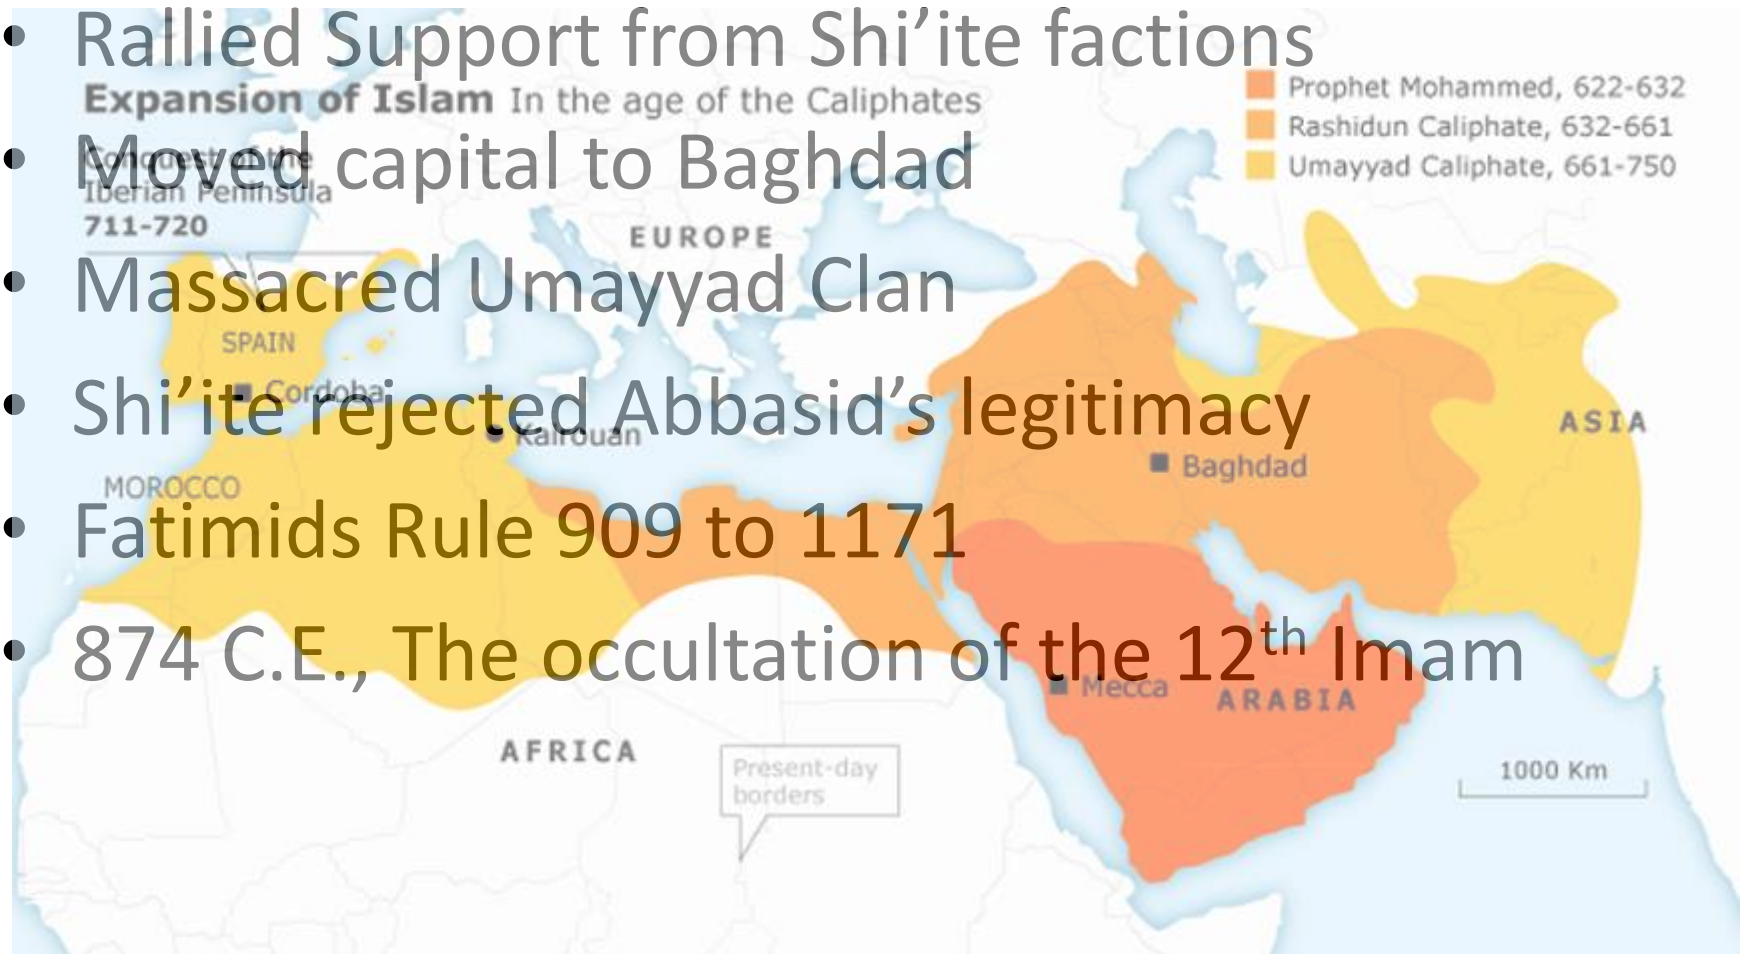 • Rallied Support from Shi’ite factions
• Moved capital to Baghdad
• Massacred Umayyad Clan
• Shi’ite rejected Abbasid’s legitimacy
• Fatimids Rule 909 to 1171
• 874 C.E., The occultation of the 12th Imam
Expansion of Islam In the age of the Caliphates
Prophet Mohammed, 622-632
Rashidun Caliphate, 632-661
Umayyad Caliphate, 661-750
Conquest of the
Iberian Peninsula
711-720
EUROPE
SPAIN
Cordoba
Kairouan
ASIA
Baghdad
MOROCCO
Mecca
ARABIA
AFRICA
Present-day
borders
1000 Km